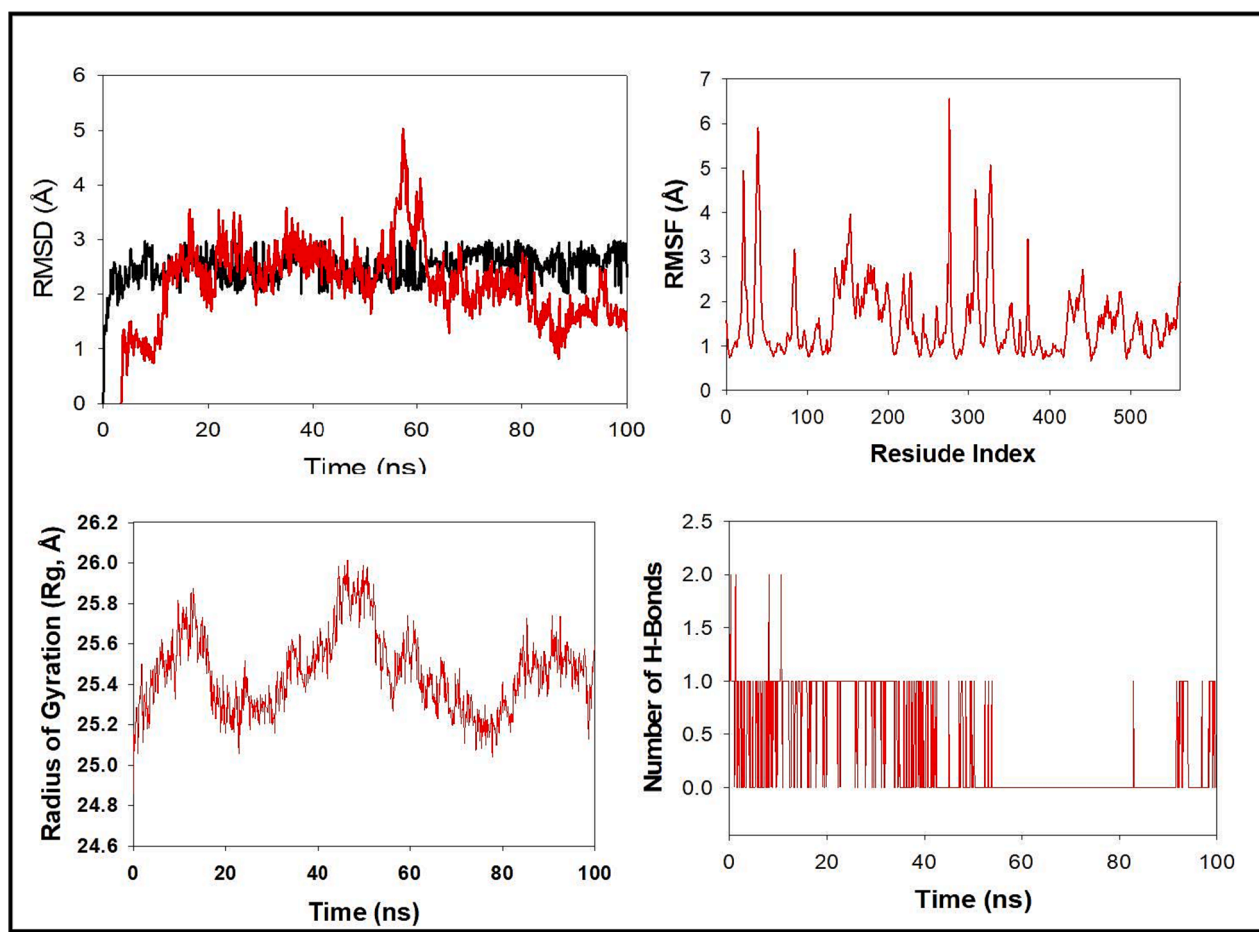 6
5
4
3
2
1
0
RMSD (Å)
0 20 40 60 80 100
Time (ns)
7
6
5
4
3
2
1
0
RMSF (Å)
0 100 200 300 400 500
Resiude Index
26.2
26.0
25.8
25.6
25.4
25.2
25.0
24.8
24.6
Radius of Gyration (Rg, Å)
0 20 40 60 80 100
Time (ns)
2.5
2.0
1.5
1.0
0.5
0.0
Number of H-Bonds
0 20 40 60 80 100
Time (ns)